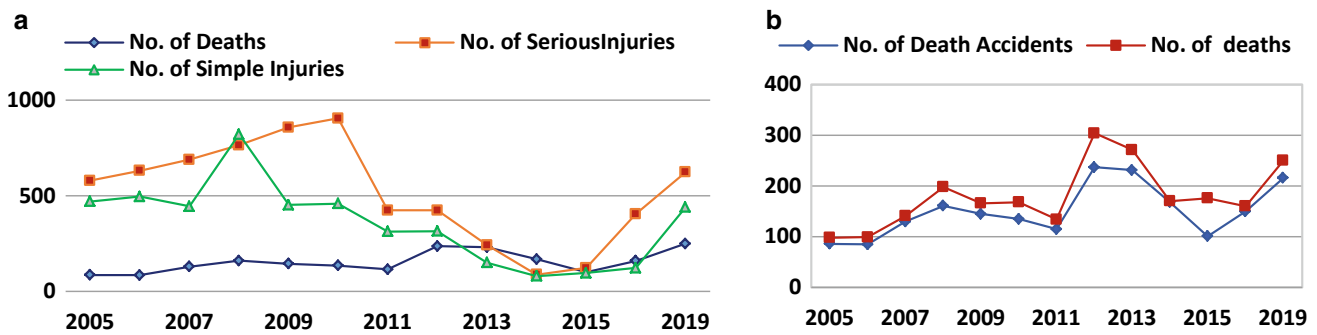 a
No. of Deaths
No. of SeriousInjuries
No. of Simple Injuries
1000
500
0
2005 2007 2009 2011 2013 2015 2019
b
No. of Death Accidents
No. of deaths
400
300
200
100
0
2005 2007 2009 2011 2013 2015 2019